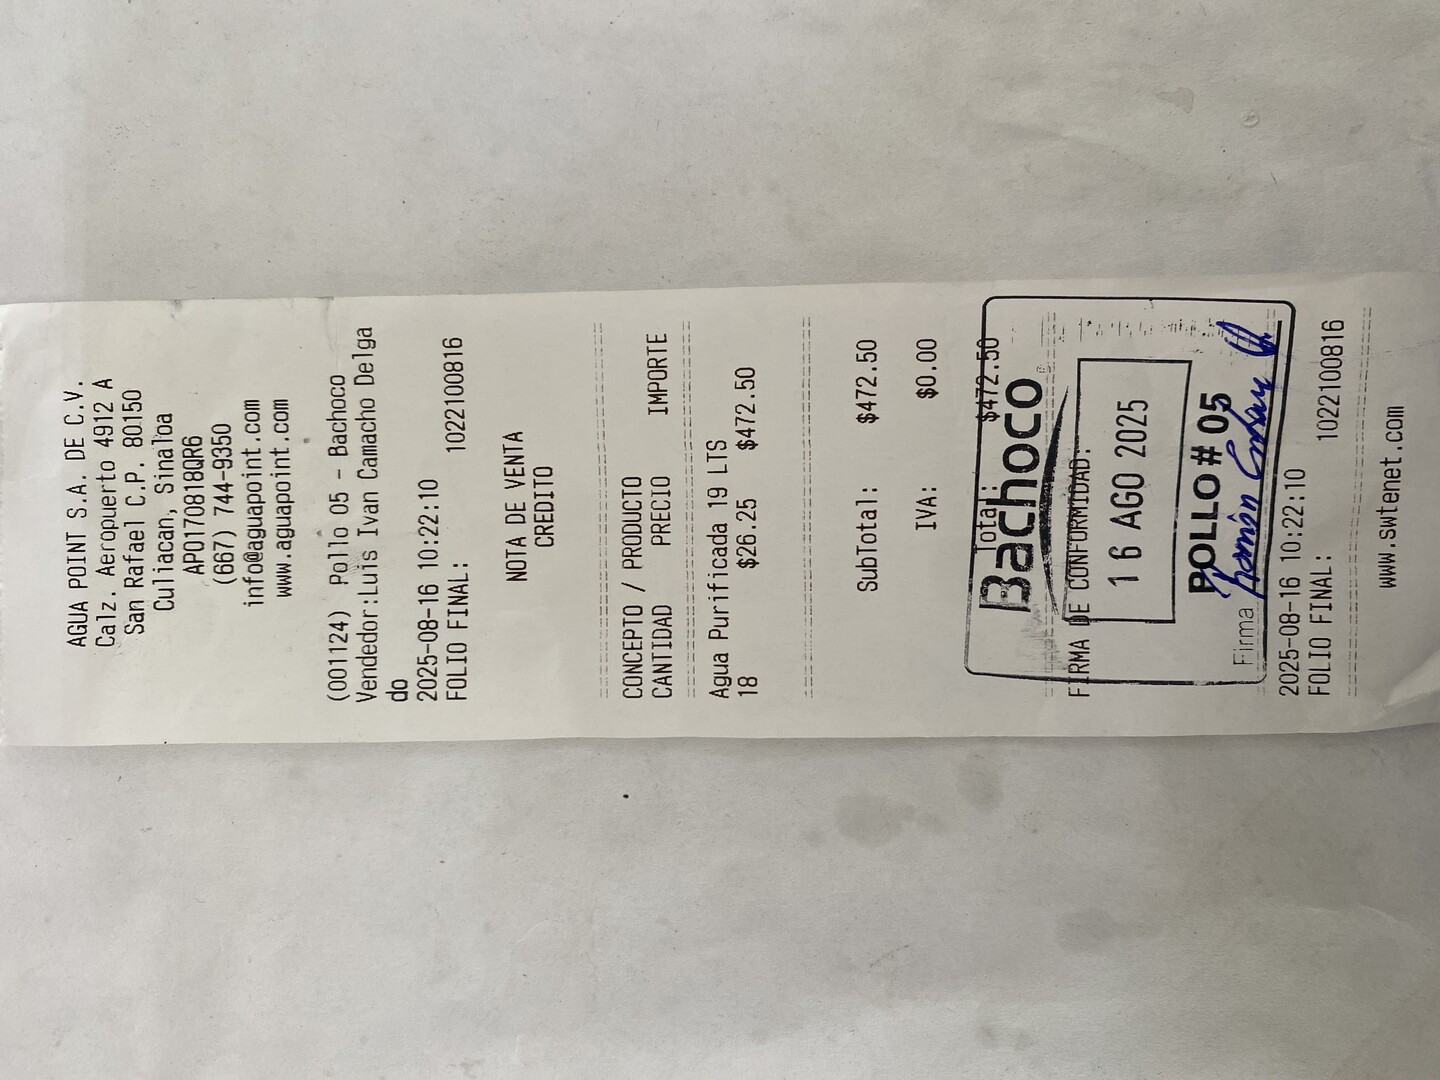 AGUA POINT S.A. DE C.V.
Calz. Aeropuerto 4912 A
San Rafael C.P. 80150
Culiacan, Sinaloa
APO170818QR6
(667) 744-9350
info@aguapoint.com
www.aguapoint.com
(001124) Pollo 05 - Bachoco
Vendedor:Luis Ivan Camacho Delga
do
2025-08-16 10:22:10
FOLIO FINAL: 1022100816
NOTA DE VENTA
CREDITO
CONCEPTO / PRODUCTO
CANTIDAD PRECIO IMPORTE
Agua Purificada 19 LTS
18 $26.25 $472.50
SubTotal: $472.50
IVA: $0.00
Total: $472.50
Bachoco
FIRMA DE CONFORMIDAD:
16 AGO 2025
POLLO # 05
Firma
2025-08-16 10:22:10
FOLIO FINAL: 1022100816
www.swtenet.com